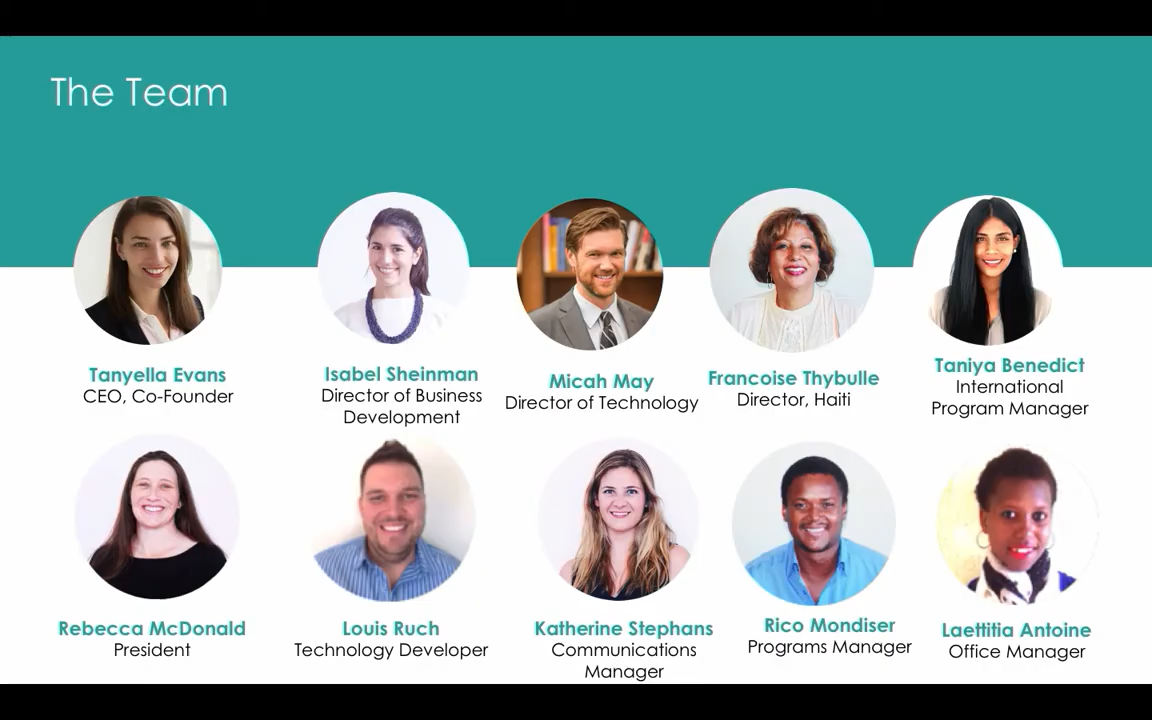 The Team
Tanyella Evans
CEO, Co-Founder
Isabel Sheinman
Director of Business
Development
Micah May
Director of Technology
Francoise Thybulle
Director, Haiti
Taniya Benedict
International
Program Manager
Rebecca McDonald
President
Louis Ruch
Technology Developer
Katherine Stephans
Communications
Manager
Rico Mondiser
Programs Manager
Laettitia Antoine
Office Manager